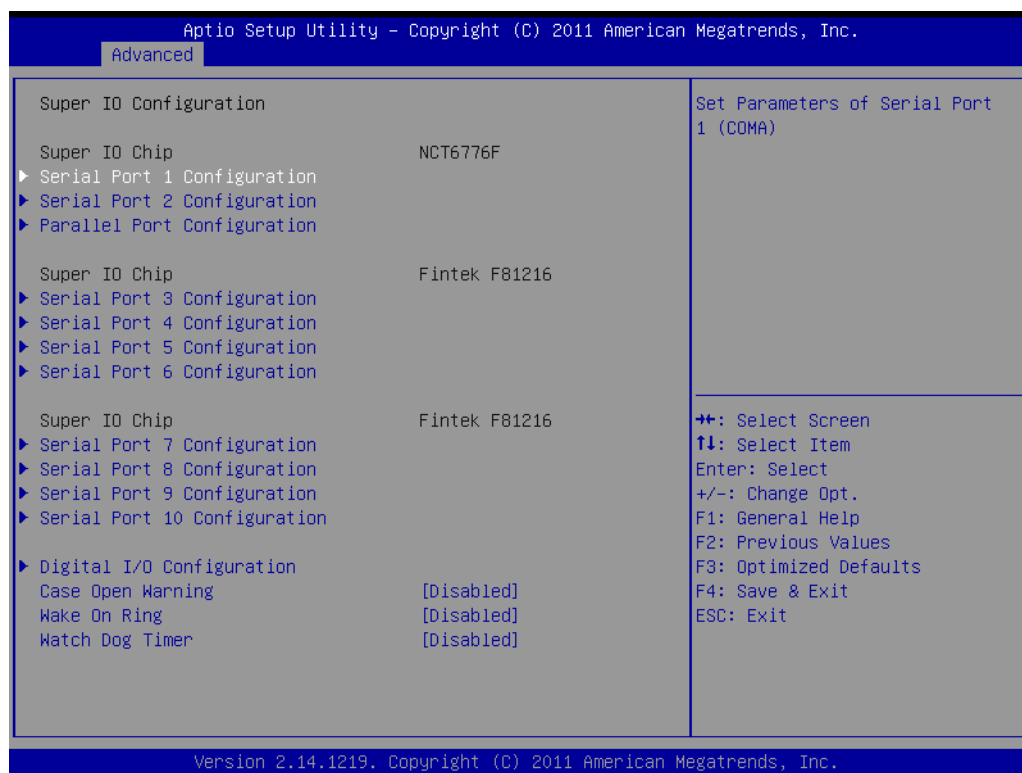 Aptio Setup Utility – Copyright (C) 2011 American Megatrends, Inc.
Advanced
Super IO Configuration
Super IO Chip NCT6776F
▶ Serial Port 1 Configuration
▶ Serial Port 2 Configuration
▶ Parallel Port Configuration
Super IO Chip Fintek F81216
▶ Serial Port 3 Configuration
▶ Serial Port 4 Configuration
▶ Serial Port 5 Configuration
▶ Serial Port 6 Configuration
Super IO Chip Fintek F81216
▶ Serial Port 7 Configuration
▶ Serial Port 8 Configuration
▶ Serial Port 9 Configuration
▶ Serial Port 10 Configuration
▶ Digital I/O Configuration
Case Open Warning [Disabled]
Wake On Ring [Disabled]
Watch Dog Timer [Disabled]
Set Parameters of Serial Port
1 (COMA)
→←: Select Screen
↑↓: Select Item
Enter: Select
+/-: Change Opt.
F1: General Help
F2: Previous Values
F3: Optimized Defaults
F4: Save & Exit
ESC: Exit
Version 2.14.1219. Copyright (C) 2011 American Megatrends, Inc.